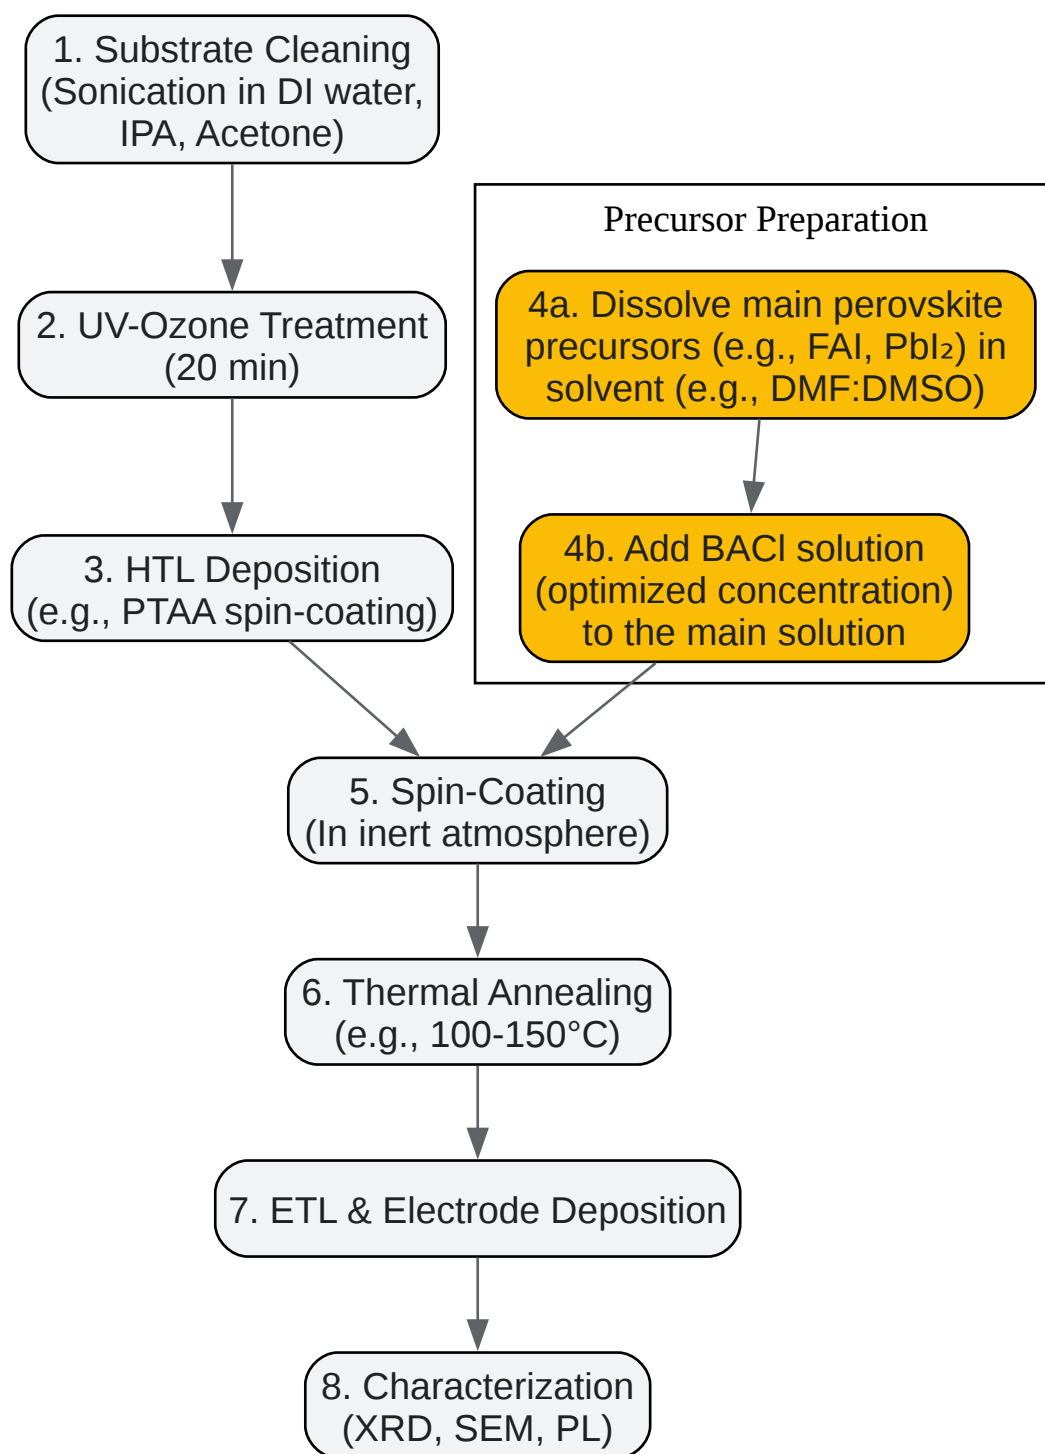 1. Substrate Cleaning
(Sonication in DI water,
IPA, Acetone)
2. UV-Ozone Treatment
(20 min)
3. HTL Deposition
(e.g., PTAA spin-coating)
Precursor Preparation
4a. Dissolve main perovskite
precursors (e.g., FAI, PbI₂) in
solvent (e.g., DMF:DMSO)
4b. Add BACl solution
(optimized concentration)
to the main solution
5. Spin-Coating
(In inert atmosphere)
6. Thermal Annealing
(e.g., 100-150°C)
7. ETL & Electrode Deposition
8. Characterization
(XRD, SEM, PL)